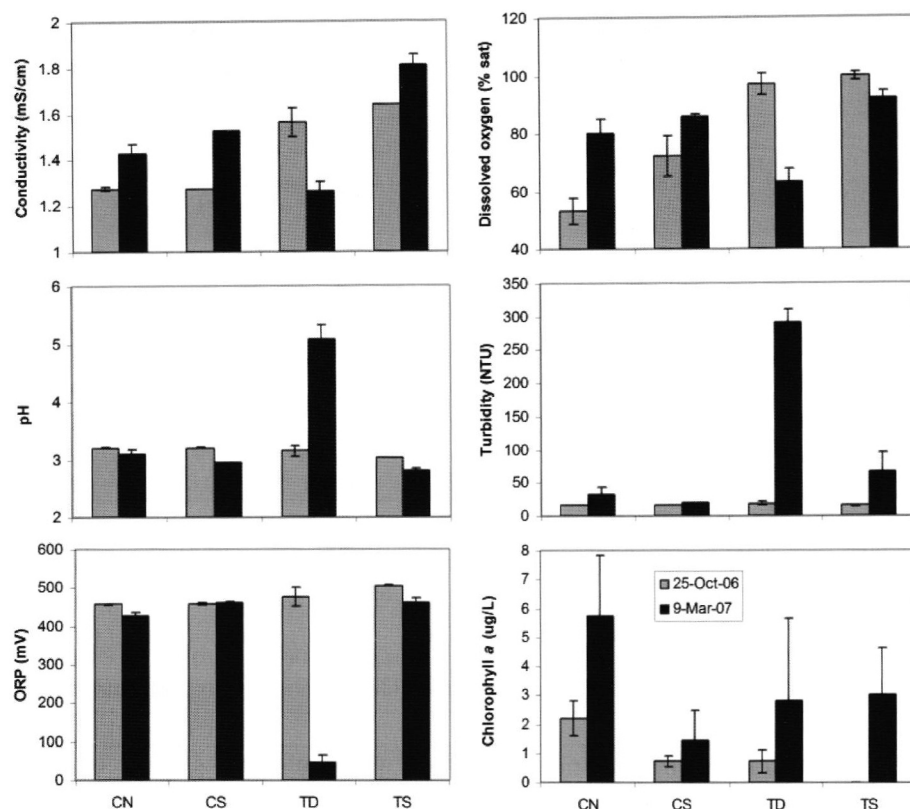 Conductivity (mS/cm)
2
1.8
1.6
1.4
1.2
1
Dissolved oxygen (% sat)
120
100
80
60
40
pH
6
5
4
3
2
Turbidity (NTU)
350
300
250
200
150
100
50
0
ORP (mV)
600
500
400
300
200
100
0
CN
CS
TD
TS
Chlorophyll a (ug/L)
8
7
6
5
4
3
2
1
0
25-Oct-06
9-Mar-07
CN
CS
TD
TS